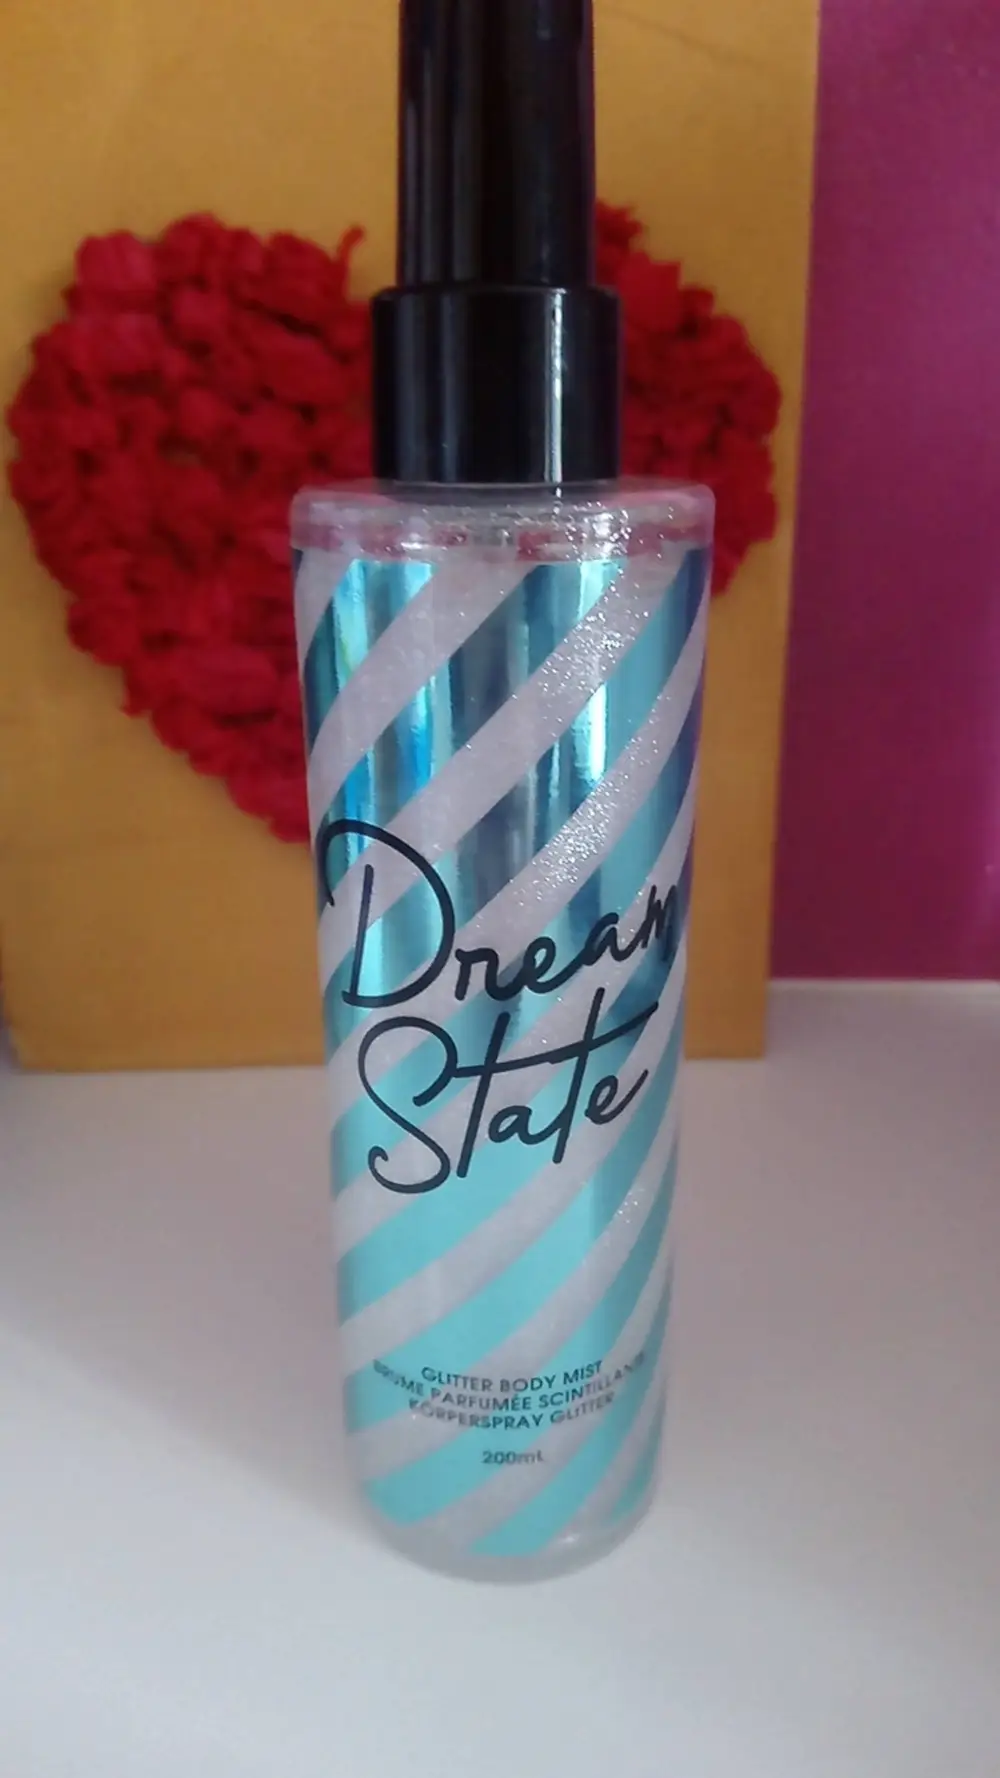 Dream
State
GLITTER BODY MIST
BRUME PARFUMÉE SCINTILLANTE
KÖRPERSPRAY GLITTER
200mL